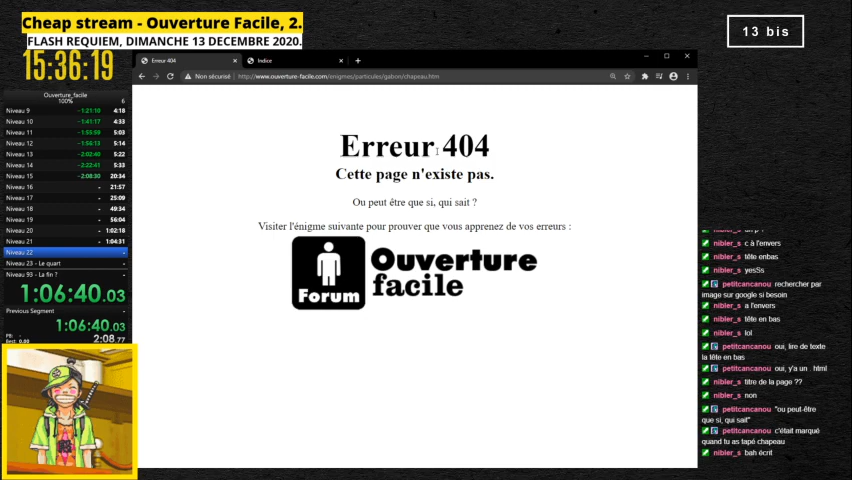 Cheap stream - Ouverture Facile, 2.
FLASH REQUIEM, DIMANCHE 13 DECEMBRE 2020.
15:36:19
13 bis
Ouverture_facile
100% 6
Niveau 9 -1:21:10 4:18
Niveau 10 -1:41:17 4:33
Niveau 11 -1:55:59 5:03
Niveau 12 -1:56:13 5:14
Niveau 13 -2:02:40 5:22
Niveau 14 -2:22:41 5:33
Niveau 15 -2:08:30 20:34
Niveau 16 - 21:57
Niveau 17 - 25:09
Niveau 18 - 49:34
Niveau 19 - 56:04
Niveau 20 - 1:02:18
Niveau 21 - 1:04:31
Niveau 22 -
Niveau 23 - Le quart -
Niveau 93 - La fin ? -
1:06:40.03
Previous Segment -
1:06:40.03
PB: -
Best: 0.00
2:08.77
Erreur 404
Indice
Non sécurisé | http://www.ouverture-facile.com/enigmes/particules/gabon/chapeau.htm
Erreur 404
Cette page n'existe pas.
Ou peut être que si, qui sait ?
Visiter l'énigme suivante pour prouver que vous apprenez de vos erreurs :
Forum
Ouverture
facile
nibler_s c à l'envers
nibler_s tête enbas
nibler_s yesSs
petitcancanou rechercher par
image sur google si besoin
nibler_s a l'envers
nibler_s tête en bas
nibler_s lol
petitcancanou oui, lire de texte
la tête en bas
petitcancanou oui, y'a un . html
nibler_s titre de la page ??
nibler_s non
petitcancanou "ou peut-être
que si, qui sait"
petitcancanou c'était marqué
quand tu as tapé chapeau
nibler_s bah écrit